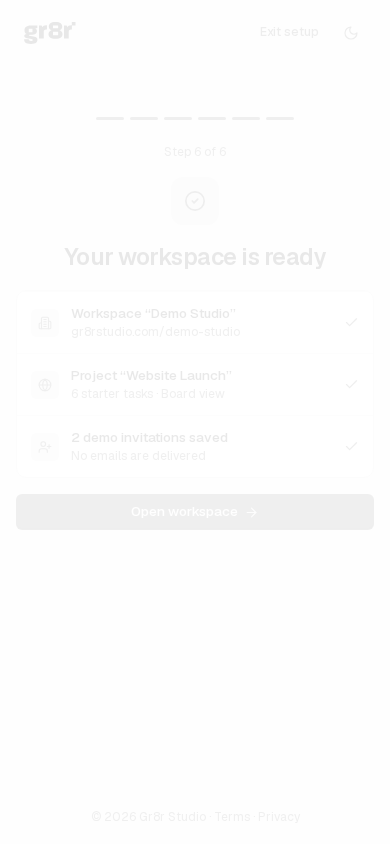 gr8r
Exit setup
Step 6 of 6
Your workspace is ready
Workspace “Demo Studio”
gr8rstudio.com/demo-studio
Project “Website Launch”
6 starter tasks · Board view
2 demo invitations saved
No emails are delivered
Open workspace →
© 2026 Gr8r Studio · Terms · Privacy